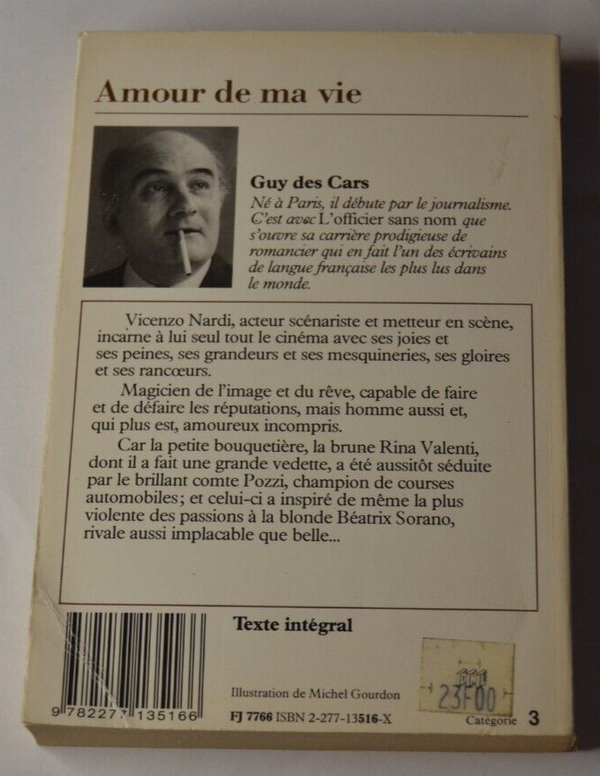 Amour de ma vie
Guy des Cars
Né à Paris, il débute par le journalisme.
C'est avec L'officier sans nom que
s'ouvre sa carrière prodigieuse de
romancier qui en fait l'un des écrivains
de langue française les plus lus dans
le monde.
Vicenzo Nardi, acteur scénariste et metteur en scène,
incarne à lui seul tout le cinéma avec ses joies et
ses peines, ses grandeurs et ses mesquineries, ses gloires
et ses rancœurs.
Magicien de l'image et du rêve, capable de faire
et de défaire les réputations, mais homme aussi et,
qui plus est, amoureux incompris.
Car la petite bouquetière, la brune Rina Valenti,
dont il a fait une grande vedette, a été aussitôt séduite
par le brillant comte Pozzi, champion de courses
automobiles; et celui-ci a inspiré de même la plus
violente des passions à la blonde Béatrix Sorano,
rivale aussi implacable que belle...
Texte intégral
Illustration de Michel Gourdon
9 782277 135166
FJ 7766 ISBN 2-277-13516-X
23F00
Catégorie 3